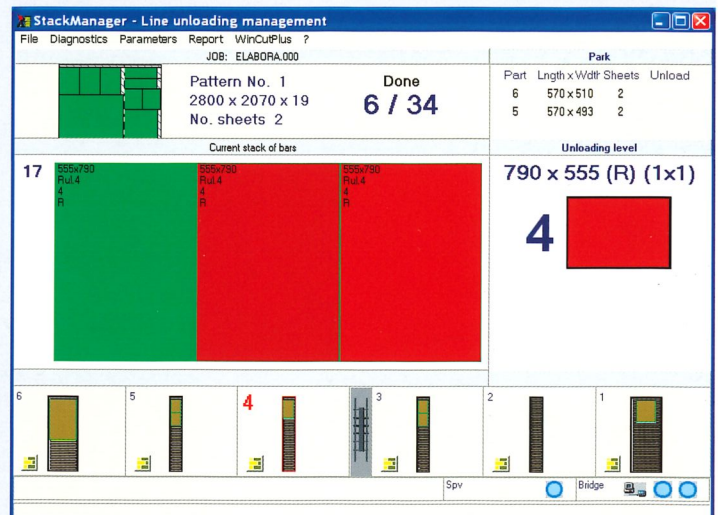 StackManager - Line unloading management
File Diagnostics Parameters Report WinCutPlus ?
JOB: ELABORA.000
Park
Pattern No. 1
2800 x 2070 x 19
No. sheets 2
Done
6 / 34
Part Lngth x Wdth Sheets Unload
6 570 x 510 2
5 570 x 493 2
Current stack of bars
Unloading level
17
555x790
Rul.4
4
R
555x790
Rul.4
4
R
555x790
Rul.4
4
R
790 x 555 (R) (1x1)
4
6 5 4 3 2 1
Spv
Bridge